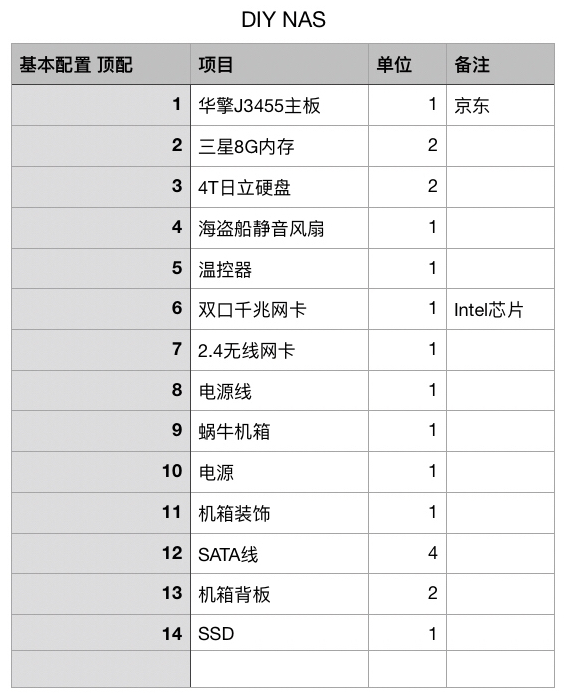 DIY NAS
基本配置 顶配 项目 单位 备注
1 华擎J3455主板 1 京东
2 三星8G内存 2
3 4T日立硬盘 2
4 海盗船静音风扇 1
5 温控器 1
6 双口千兆网卡 1 Intel芯片
7 2.4无线网卡 1
8 电源线 1
9 蜗牛机箱 1
10 电源 1
11 机箱装饰 1
12 SATA线 4
13 机箱背板 2
14 SSD 1